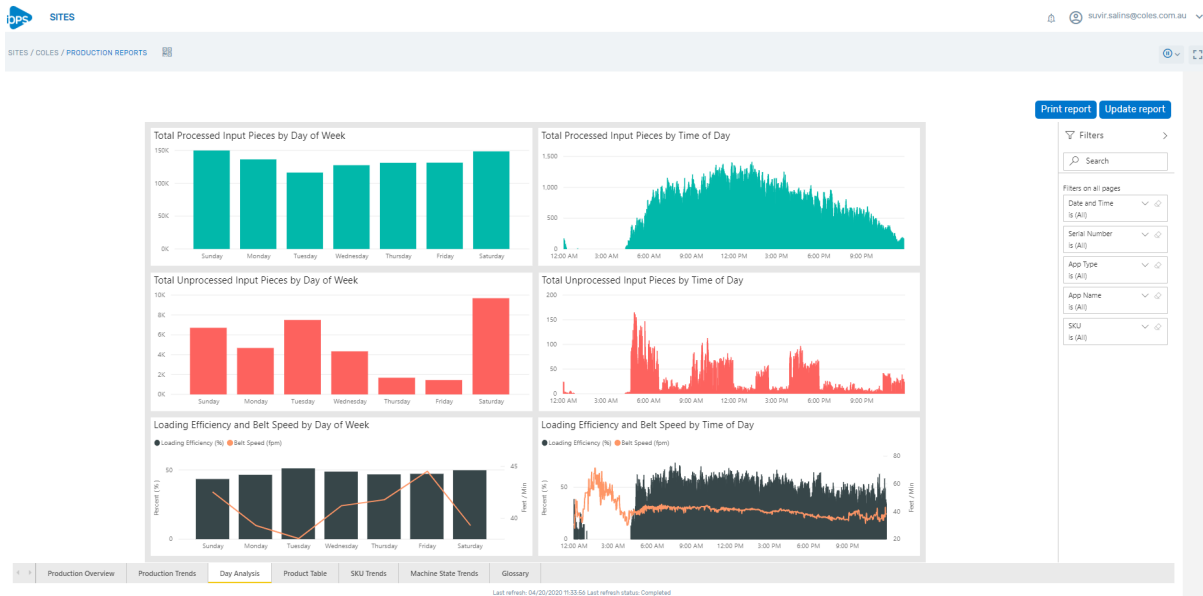 OPS
SITES
suvir.salins@coles.com.au
SITES / COLES / PRODUCTION REPORTS
Print report
Update report
Total Processed Input Pieces by Day of Week
150K
100K
50K
0K
Sunday Monday Tuesday Wednesday Thursday Friday Saturday
Total Processed Input Pieces by Time of Day
1,500
1,000
500
0
12:00 AM 3:00 AM 6:00 AM 9:00 AM 12:00 PM 3:00 PM 6:00 PM 9:00 PM
Total Unprocessed Input Pieces by Day of Week
10K
8K
6K
4K
2K
0K
Sunday Monday Tuesday Wednesday Thursday Friday Saturday
Total Unprocessed Input Pieces by Time of Day
200
150
100
50
0
12:00 AM 3:00 AM 6:00 AM 9:00 AM 12:00 PM 3:00 PM 6:00 PM 9:00 PM
Loading Efficiency and Belt Speed by Day of Week
Loading Efficiency (%) Belt Speed (fpm)
Percent (%)
50
0
45
40
Feet / Min
Sunday Monday Tuesday Wednesday Thursday Friday Saturday
Loading Efficiency and Belt Speed by Time of Day
Loading Efficiency (%) Belt Speed (fpm)
Percent (%)
50
0
80
60
40
20
Feet / Min
12:00 AM 3:00 AM 6:00 AM 9:00 AM 12:00 PM 3:00 PM 6:00 PM 9:00 PM
Filters
Search
Filters on all pages
Date and Time
is (All)
Serial Number
is (All)
App Type
is (All)
App Name
is (All)
SKU
is (All)
Production Overview
Production Trends
Day Analysis
Product Table
SKU Trends
Machine State Trends
Glossary
Last refresh: 04/20/2020 11:33:56 Last refresh status: Completed